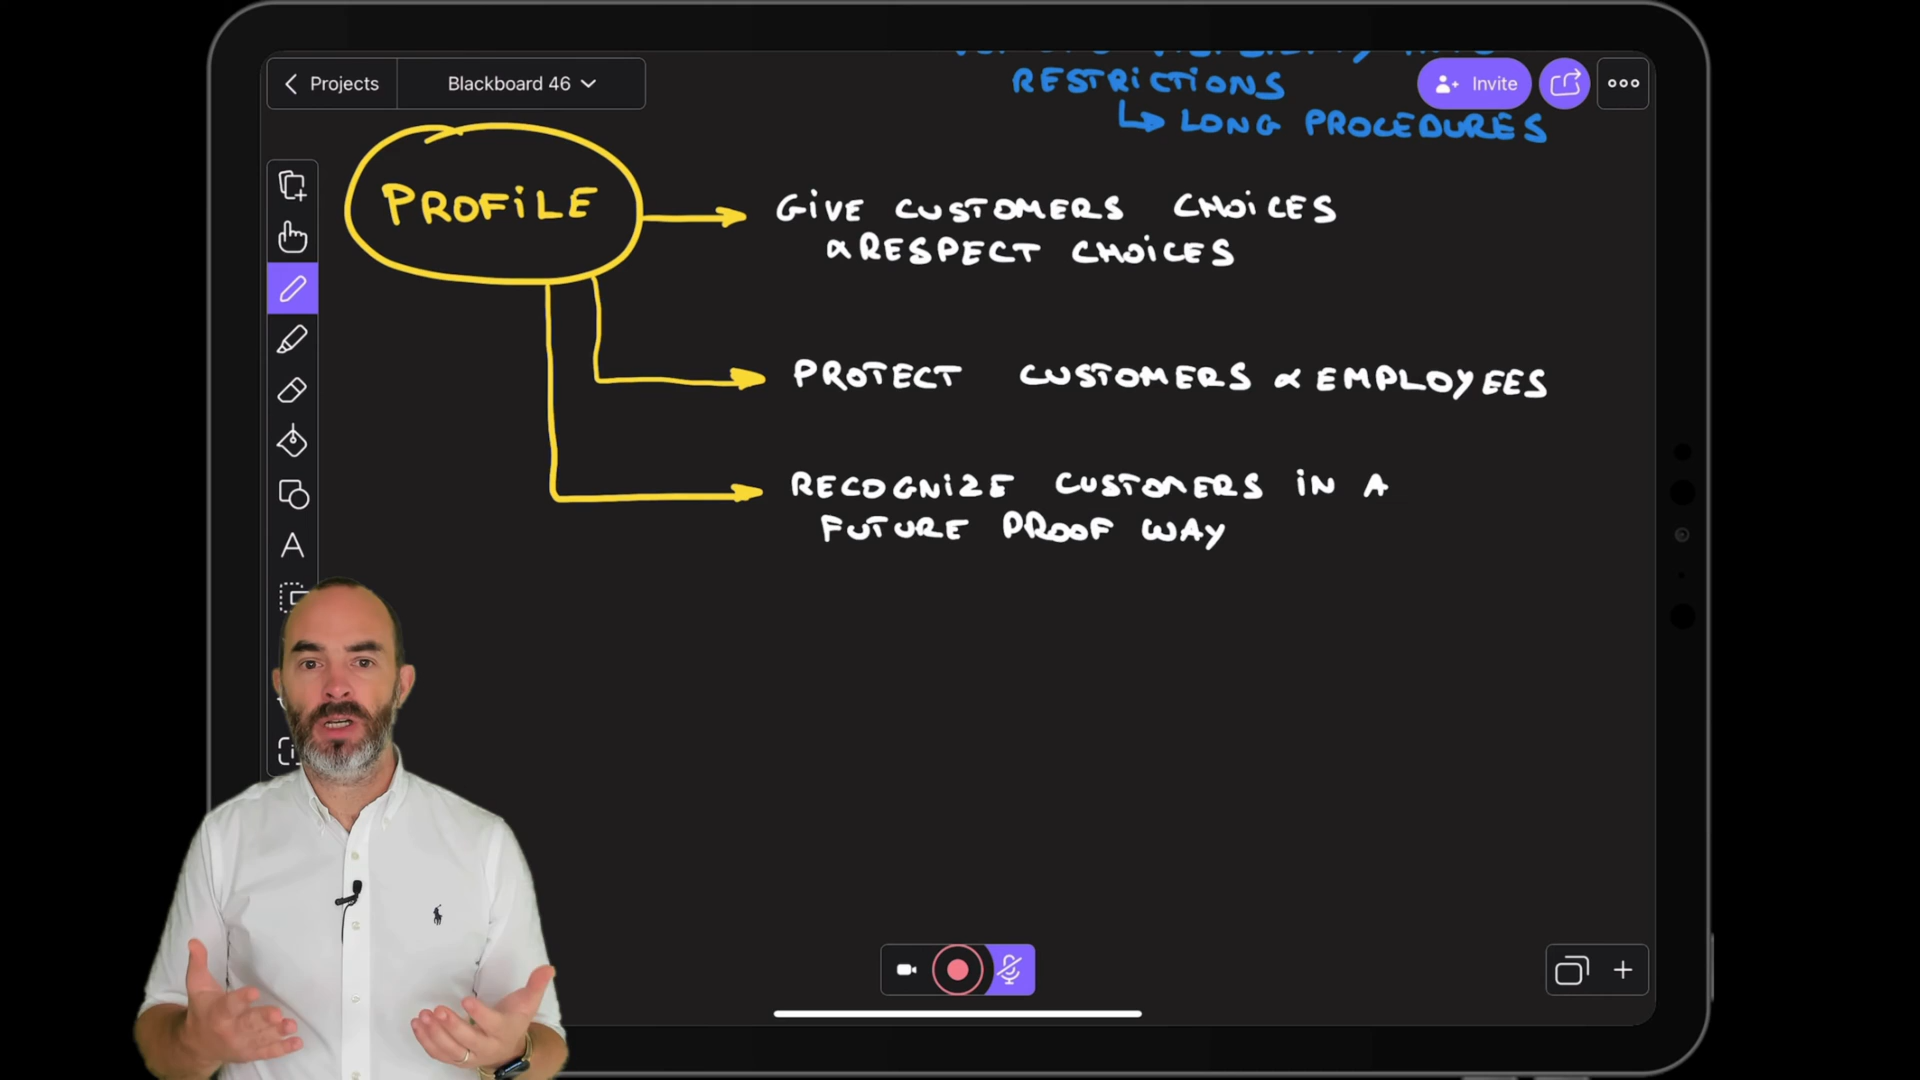 RESTRICTIONS
Projects
Blackboard 46
Invite
LONG PROCEDURES
PROFILE
GIVE CUSTOMERS CHOICES
& RESPECT CHOICES
PROTECT CUSTOMERS & EMPLOYEES
RECOGNIZE CUSTOMERS IN A
FUTURE PROOF WAY
A